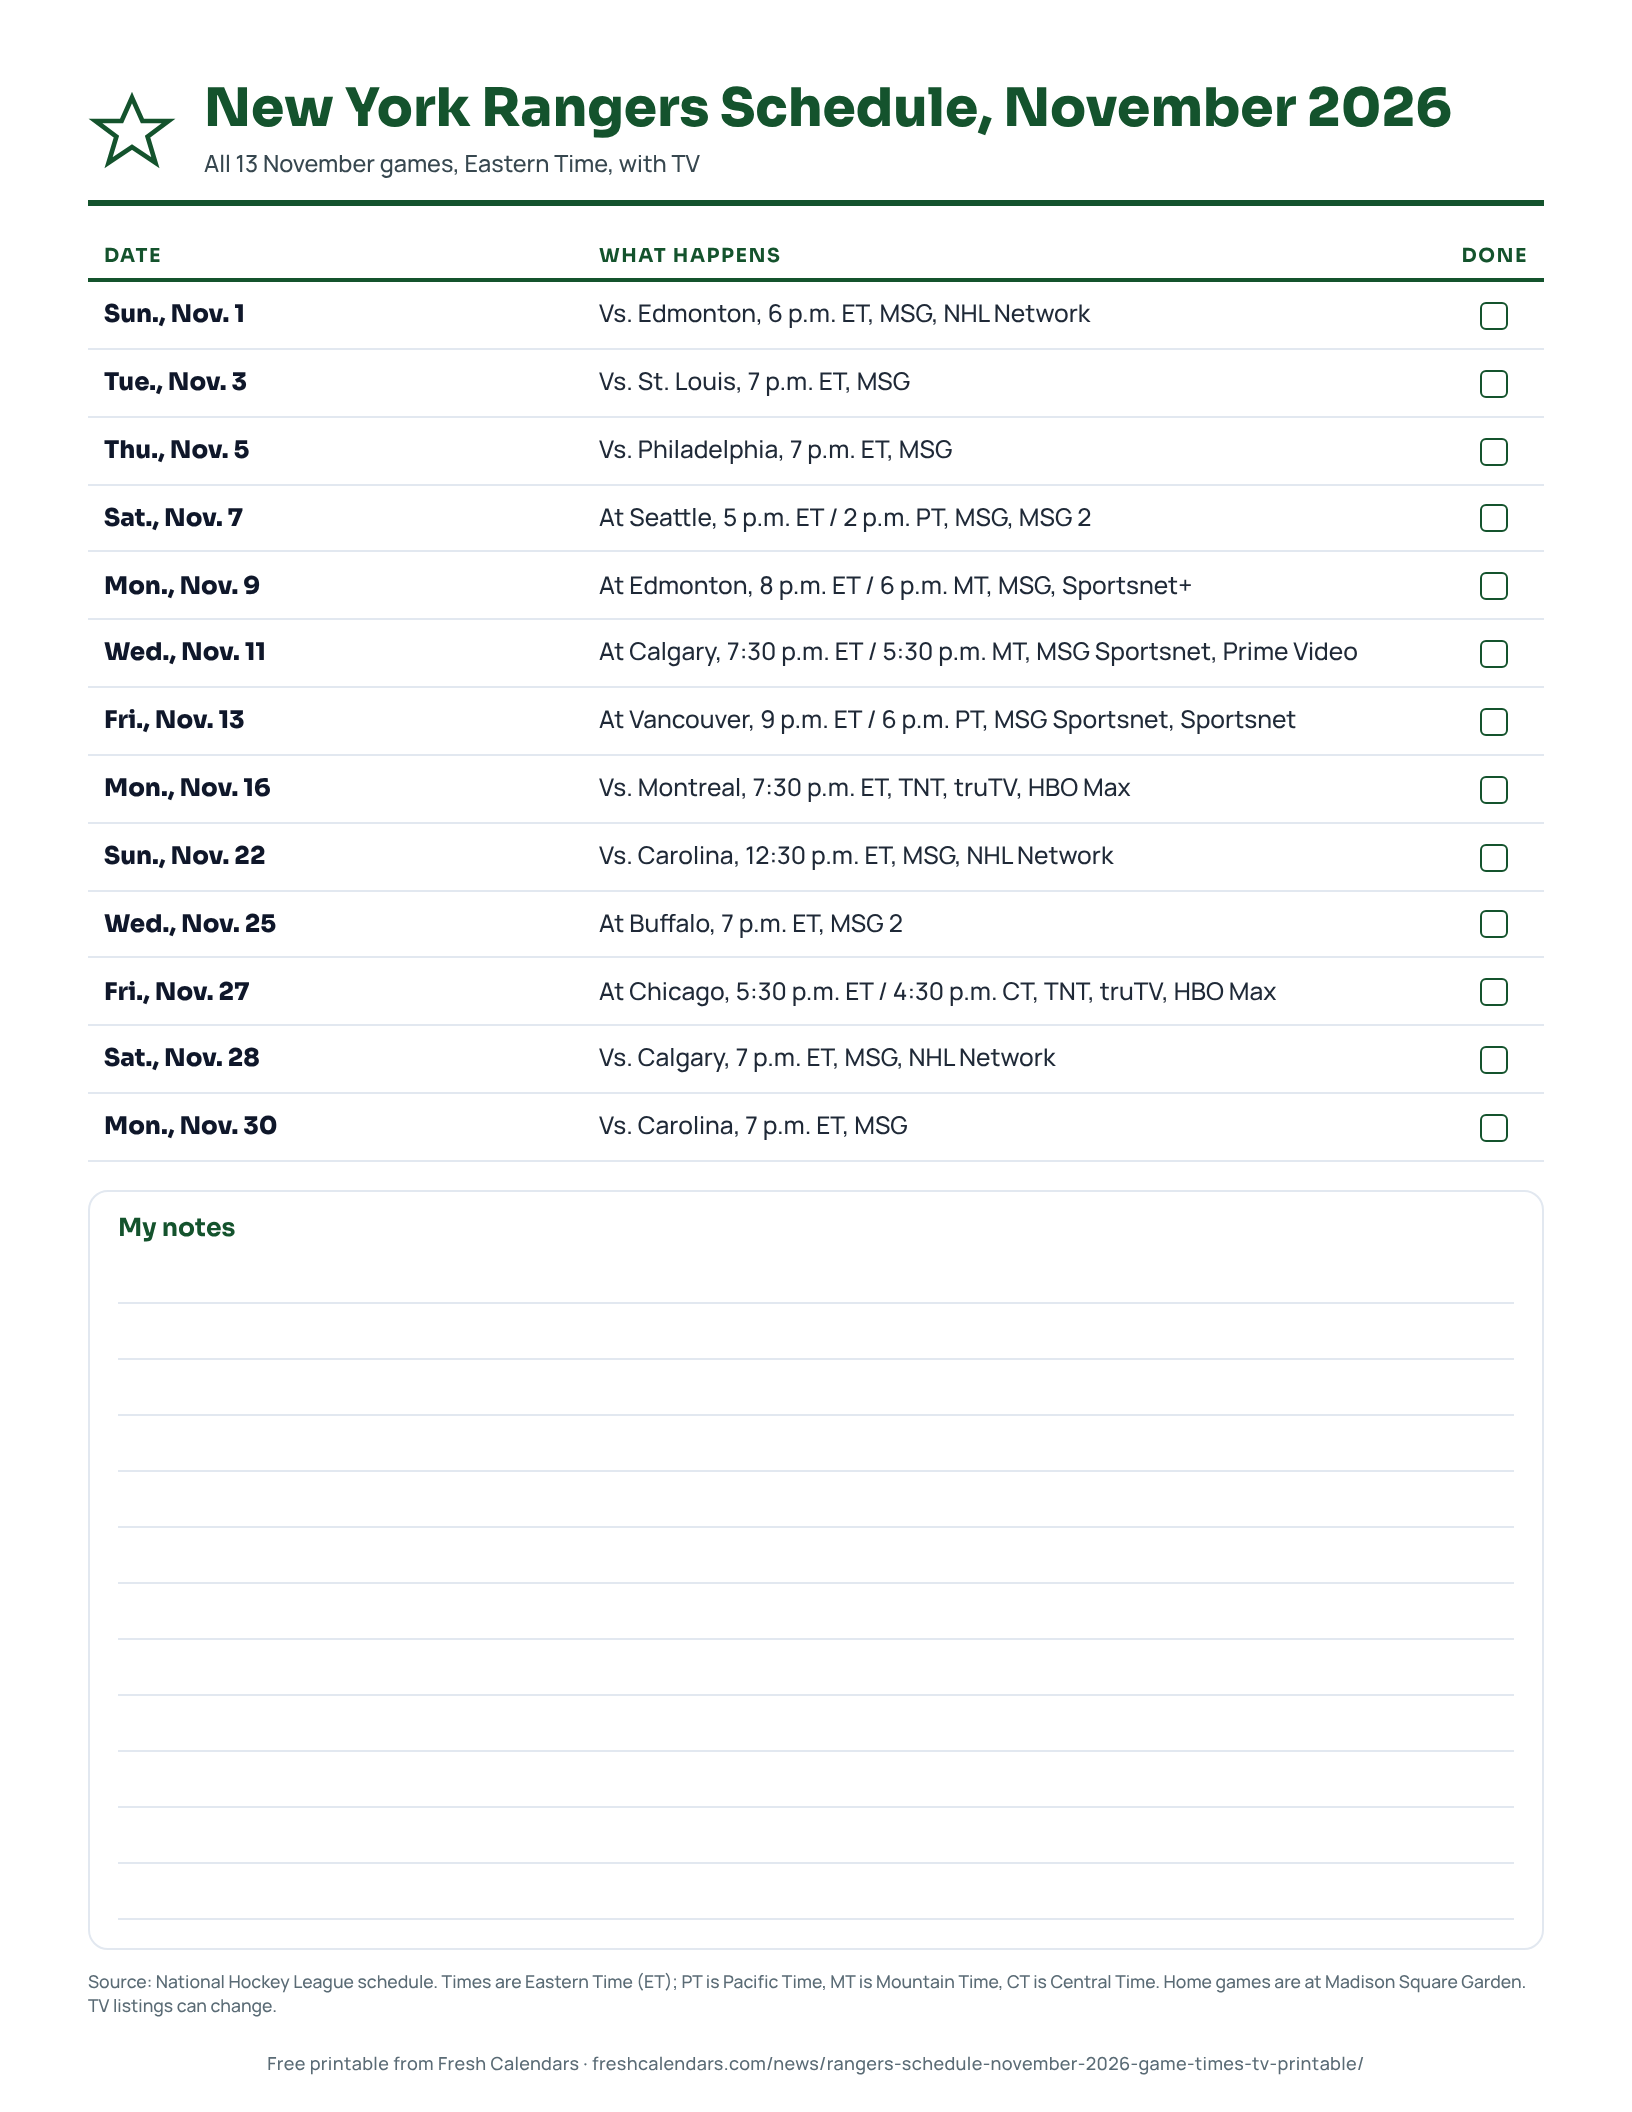 New York Rangers Schedule, November 2026
All 13 November games, Eastern Time, with TV
DATE WHAT HAPPENS DONE
Sun., Nov. 1 Vs. Edmonton, 6 p.m. ET, MSG, NHL Network
Tue., Nov. 3 Vs. St. Louis, 7 p.m. ET, MSG
Thu., Nov. 5 Vs. Philadelphia, 7 p.m. ET, MSG
Sat., Nov. 7 At Seattle, 5 p.m. ET / 2 p.m. PT, MSG, MSG 2
Mon., Nov. 9 At Edmonton, 8 p.m. ET / 6 p.m. MT, MSG, Sportsnet+
Wed., Nov. 11 At Calgary, 7:30 p.m. ET / 5:30 p.m. MT, MSG Sportsnet, Prime Video
Fri., Nov. 13 At Vancouver, 9 p.m. ET / 6 p.m. PT, MSG Sportsnet, Sportsnet
Mon., Nov. 16 Vs. Montreal, 7:30 p.m. ET, TNT, truTV, HBO Max
Sun., Nov. 22 Vs. Carolina, 12:30 p.m. ET, MSG, NHL Network
Wed., Nov. 25 At Buffalo, 7 p.m. ET, MSG 2
Fri., Nov. 27 At Chicago, 5:30 p.m. ET / 4:30 p.m. CT, TNT, truTV, HBO Max
Sat., Nov. 28 Vs. Calgary, 7 p.m. ET, MSG, NHL Network
Mon., Nov. 30 Vs. Carolina, 7 p.m. ET, MSG
My notes
Source: National Hockey League schedule. Times are Eastern Time (ET); PT is Pacific Time, MT is Mountain Time, CT is Central Time. Home games are at Madison Square Garden.
TV listings can change.
Free printable from Fresh Calendars · freshcalendars.com/news/rangers-schedule-november-2026-game-times-tv-printable/